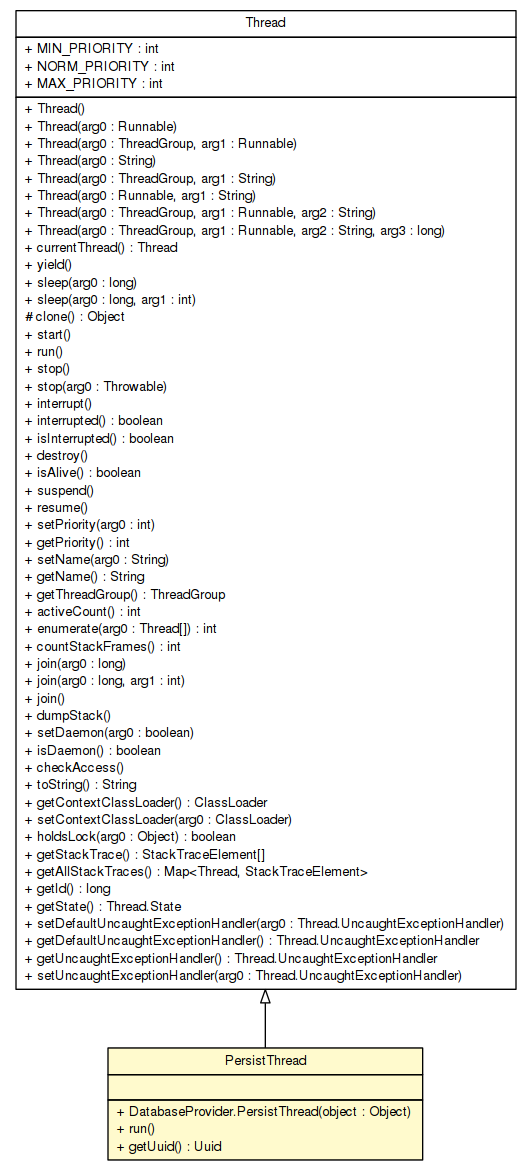 Thread
+ MIN_PRIORITY : int
+ NORM_PRIORITY : int
+ MAX_PRIORITY : int
+ Thread()
+ Thread(arg0 : Runnable)
+ Thread(arg0 : ThreadGroup, arg1 : Runnable)
+ Thread(arg0 : String)
+ Thread(arg0 : ThreadGroup, arg1 : String)
+ Thread(arg0 : Runnable, arg1 : String)
+ Thread(arg0 : ThreadGroup, arg1 : Runnable, arg2 : String)
+ Thread(arg0 : ThreadGroup, arg1 : Runnable, arg2 : String, arg3 : long)
+ currentThread() : Thread
+ yield()
+ sleep(arg0 : long)
+ sleep(arg0 : long, arg1 : int)
# clone() : Object
+ start()
+ run()
+ stop()
+ stop(arg0 : Throwable)
+ interrupt()
+ interrupted() : boolean
+ isInterrupted() : boolean
+ destroy()
+ isAlive() : boolean
+ suspend()
+ resume()
+ setPriority(arg0 : int)
+ getPriority() : int
+ setName(arg0 : String)
+ getName() : String
+ getThreadGroup() : ThreadGroup
+ activeCount() : int
+ enumerate(arg0 : Thread[]) : int
+ countStackFrames() : int
+ join(arg0 : long)
+ join(arg0 : long, arg1 : int)
+ join()
+ dumpStack()
+ setDaemon(arg0 : boolean)
+ isDaemon() : boolean
+ checkAccess()
+ toString() : String
+ getContextClassLoader() : ClassLoader
+ setContextClassLoader(arg0 : ClassLoader)
+ holdsLock(arg0 : Object) : boolean
+ getStackTrace() : StackTraceElement[]
+ getAllStackTraces() : Map<Thread, StackTraceElement>
+ getId() : long
+ getState() : Thread.State
+ setDefaultUncaughtExceptionHandler(arg0 : Thread.UncaughtExceptionHandler)
+ getDefaultUncaughtExceptionHandler() : Thread.UncaughtExceptionHandler
+ getUncaughtExceptionHandler() : Thread.UncaughtExceptionHandler
+ setUncaughtExceptionHandler(arg0 : Thread.UncaughtExceptionHandler)
PersistThread
+ DatabaseProvider.PersistThread(object : Object)
+ run()
+ getUuid() : Uuid